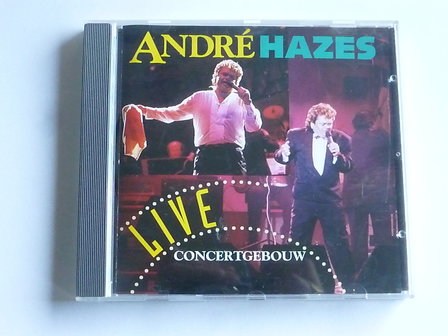 ANDRÉ HAZES
LIVE
CONCERTGEBOUW